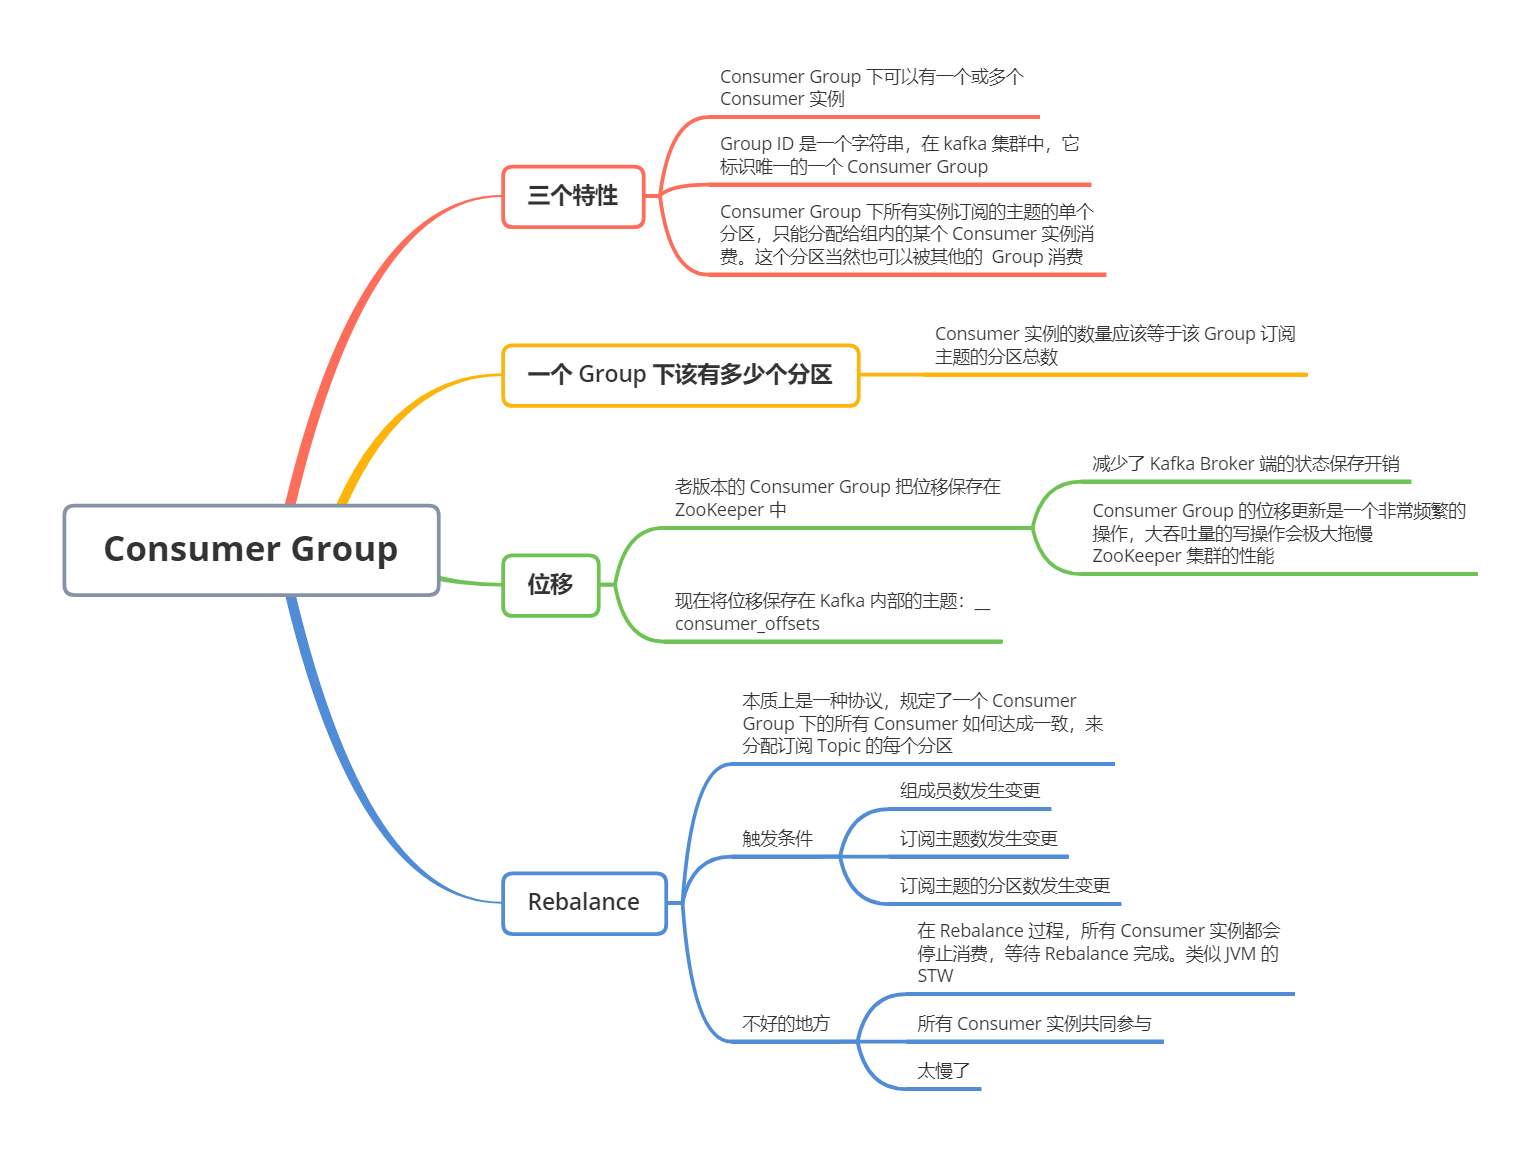 Consumer Group
三个特性
Consumer Group 下可以有一个或多个
Consumer 实例
Group ID 是一个字符串，在 kafka 集群中，它
标识唯一的一个 Consumer Group
Consumer Group 下所有实例订阅的主题的单个
分区，只能分配给组内的某个 Consumer 实例消
费。这个分区当然也可以被其他的 Group 消费
一个 Group 下该有多少个分区
Consumer 实例的数量应该等于该 Group 订阅
主题的分区总数
位移
老版本的 Consumer Group 把位移保存在
ZooKeeper 中
减少了 Kafka Broker 端的状态保存开销
Consumer Group 的位移更新是一个非常频繁的
操作，大吞吐量的写操作会极大拖慢
ZooKeeper 集群的性能
现在将位移保存在 Kafka 内部的主题：__
consumer_offsets
Rebalance
本质上是一种协议，规定了一个 Consumer
Group 下的所有 Consumer 如何达成一致，来
分配订阅 Topic 的每个分区
触发条件
组成员数发生变更
订阅主题数发生变更
订阅主题的分区数发生变更
不好的地方
在 Rebalance 过程，所有 Consumer 实例都会
停止消费，等待 Rebalance 完成。类似 JVM 的
STW
所有 Consumer 实例共同参与
太慢了